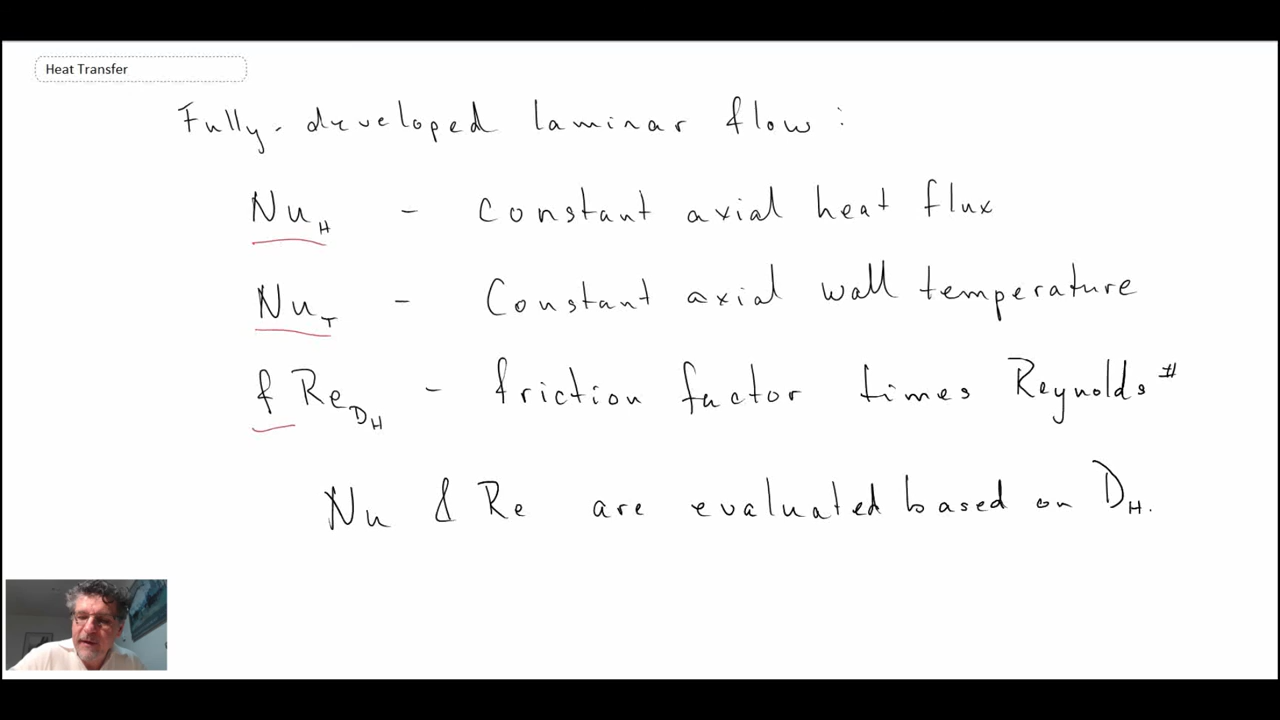 Heat Transfer
Fully-developed laminar flow:
Nu_H - Constant axial heat flux
Nu_T - Constant axial wall temperature
f Re_D_H - friction factor times Reynolds #
Nu & Re are evaluated based on D_H.